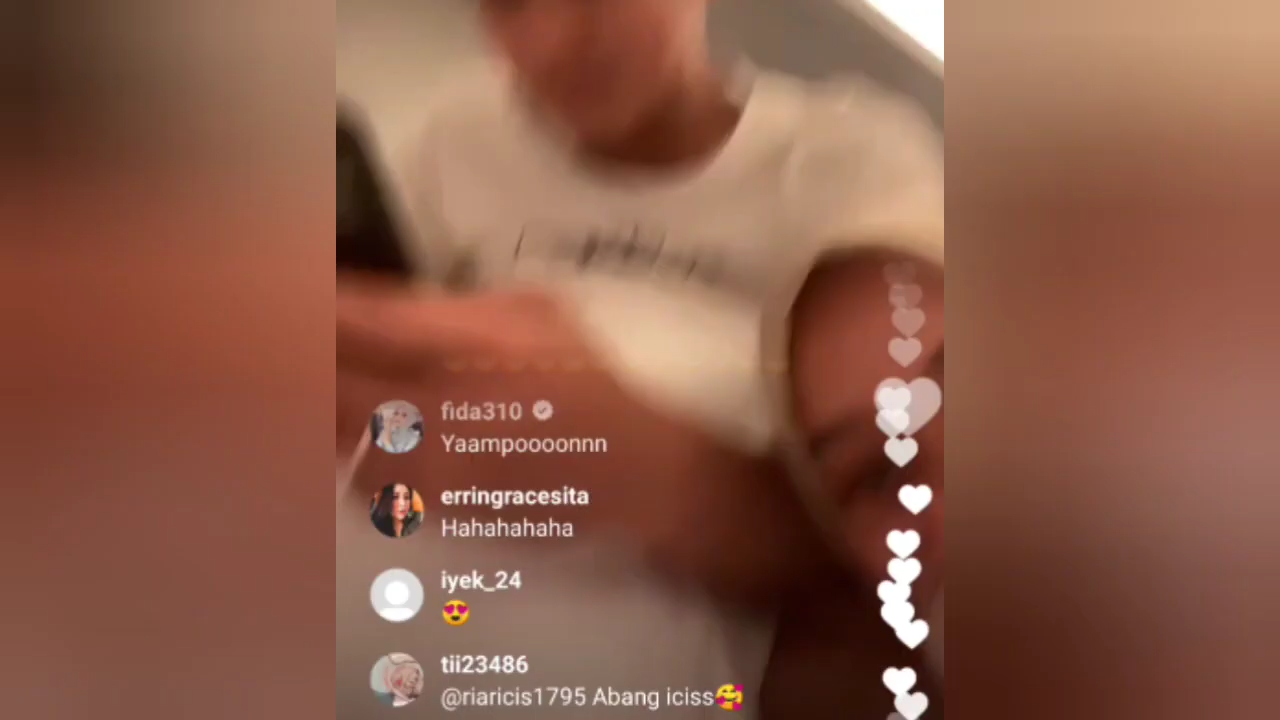 fida310
Yaampoooonnn
erringracesita
Hahahahaha
iyek_24
😍
tii23486
@riaricis1795 Abang iciss🥰